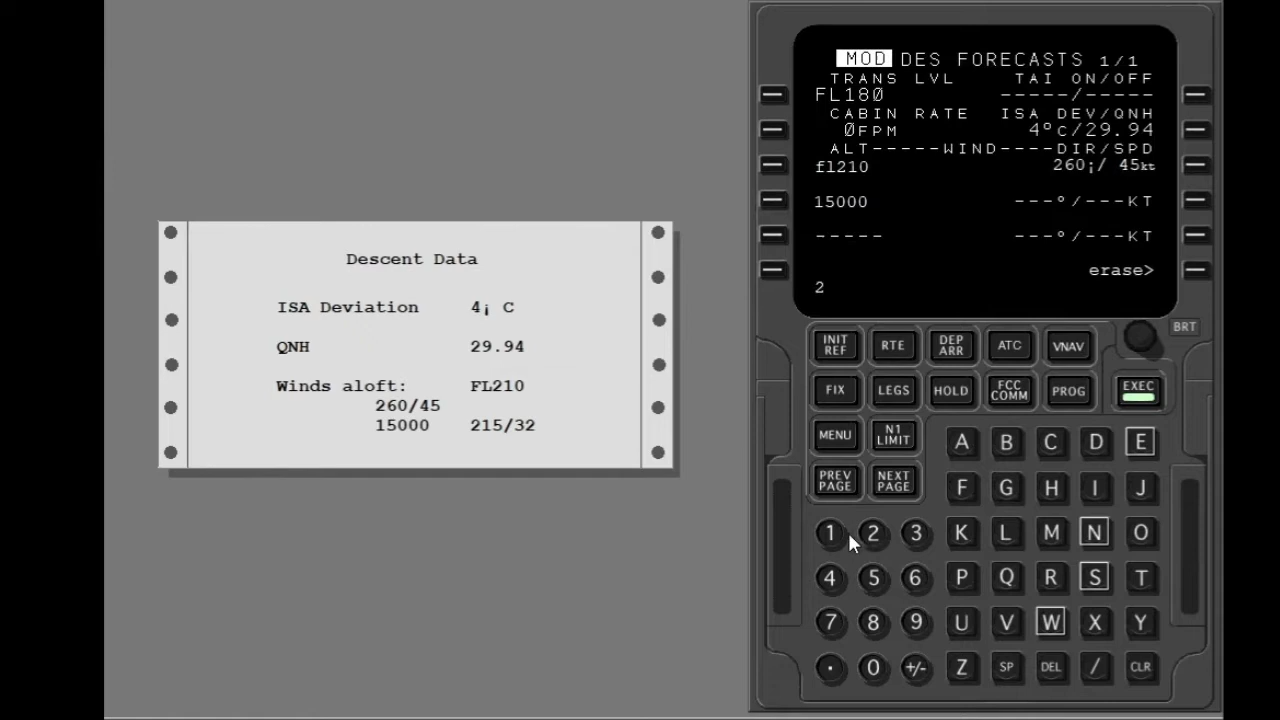 Descent Data
ISA Deviation 4¡ C
QNH 29.94
Winds aloft: FL210
260/45
15000 215/32
MOD DES FORECASTS 1/1
TRANS LVL TAI ON/OFF
FL180 -----/-----
CABIN RATE ISA DEV/QNH
0FPM 4°C/29.94
ALT-----WIND----DIR/SPD
fl210 260¡/ 45kt
15000 ---°/---KT
----- ---°/---KT
erase>
2
BRT
INIT REF RTE DEP ARR ATC VNAV
FIX LEGS HOLD FCC COMM PROG EXEC
MENU N1 LIMIT
PREV PAGE NEXT PAGE
A B C D E
F G H I J
1 2 3 K L M N O
4 5 6 P Q R S T
7 8 9 U V W X Y
. 0 +/- Z SP DEL / CLR